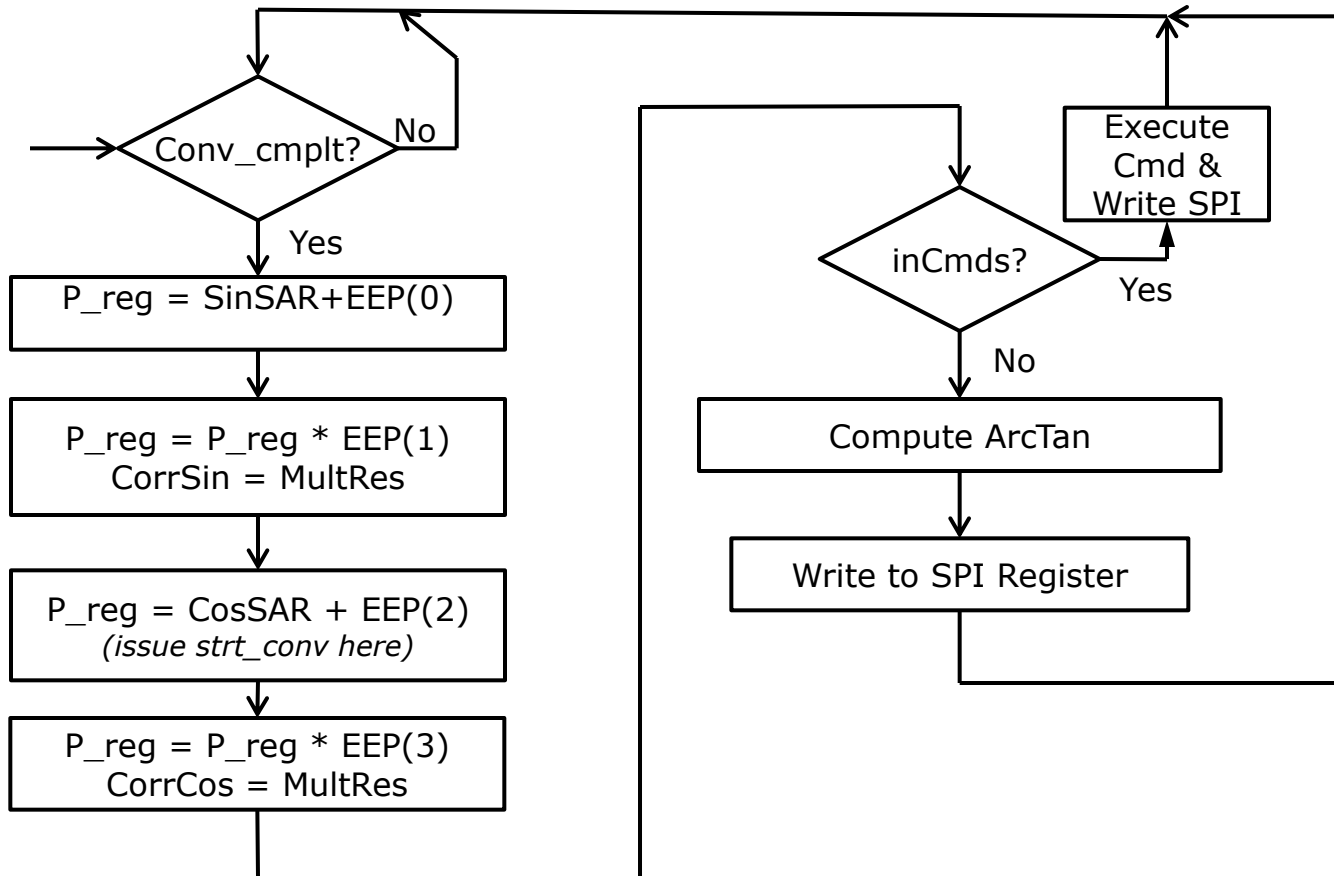 Conv_cmplt?
No
Yes
P_reg = SinSAR+EEP(0)
P_reg = P_reg * EEP(1)
CorrSin = MultRes
P_reg = CosSAR + EEP(2)
(issue strt_conv here)
P_reg = P_reg * EEP(3)
CorrCos = MultRes
inCmds?
Yes
Execute
Cmd &
Write SPI
No
Compute ArcTan
Write to SPI Register